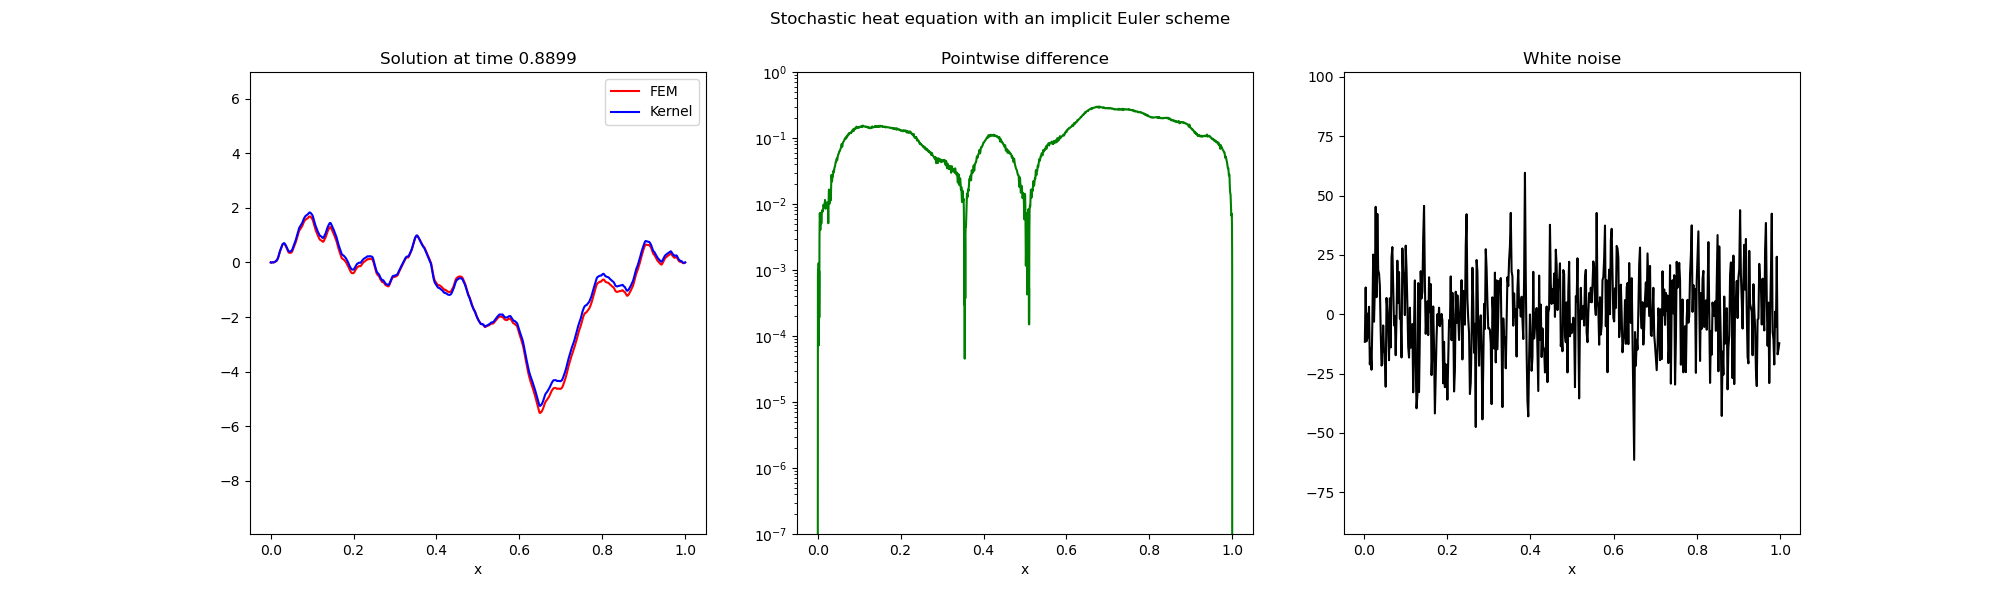 Stochastic heat equation with an implicit Euler scheme
Solution at time 0.8899
FEM
Kernel
6
4
2
0
−2
−4
−6
−8
0.0 0.2 0.4 0.6 0.8 1.0
x
Pointwise difference
10⁰
10⁻¹
10⁻²
10⁻³
10⁻⁴
10⁻⁵
10⁻⁶
10⁻⁷
0.0 0.2 0.4 0.6 0.8 1.0
x
White noise
100
75
50
25
0
−25
−50
−75
0.0 0.2 0.4 0.6 0.8 1.0
x